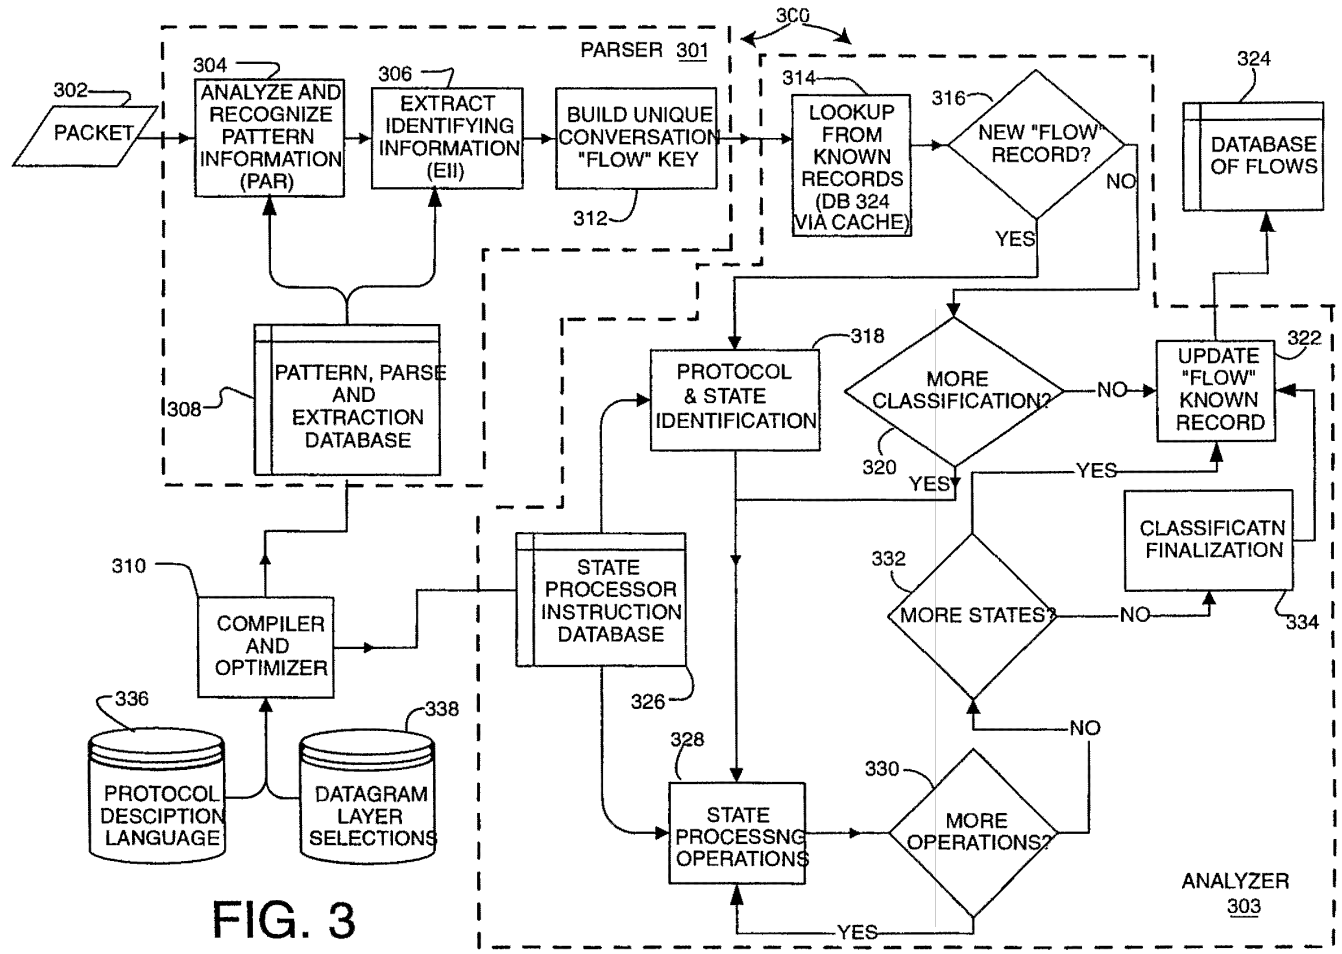 300
PARSER 301
302
PACKET
304
ANALYZE AND
RECOGNIZE
PATTERN
INFORMATION
(PAR)
306
EXTRACT
IDENTIFYING
INFORMATION
(EII)
BUILD UNIQUE
CONVERSATION
"FLOW" KEY
312
314
LOOKUP
FROM
KNOWN
RECORDS
(DB 324
VIA CACHE)
316
NEW "FLOW"
RECORD?
NO
YES
324
DATABASE
OF FLOWS
308
PATTERN, PARSE
AND
EXTRACTION
DATABASE
318
PROTOCOL
& STATE
IDENTIFICATION
MORE
CLASSIFICATION?
320
NO
YES
322
UPDATE
"FLOW"
KNOWN
RECORD
YES
CLASSIFICATN
FINALIZATION
334
332
MORE STATES?
NO
310
COMPILER
AND
OPTIMIZER
STATE
PROCESSOR
INSTRUCTION
DATABASE
326
336
PROTOCOL
DESCIPTION
LANGUAGE
338
DATAGRAM
LAYER
SELECTIONS
328
STATE
PROCESSNG
OPERATIONS
330
MORE
OPERATIONS?
NO
YES
ANALYZER
303
FIG. 3